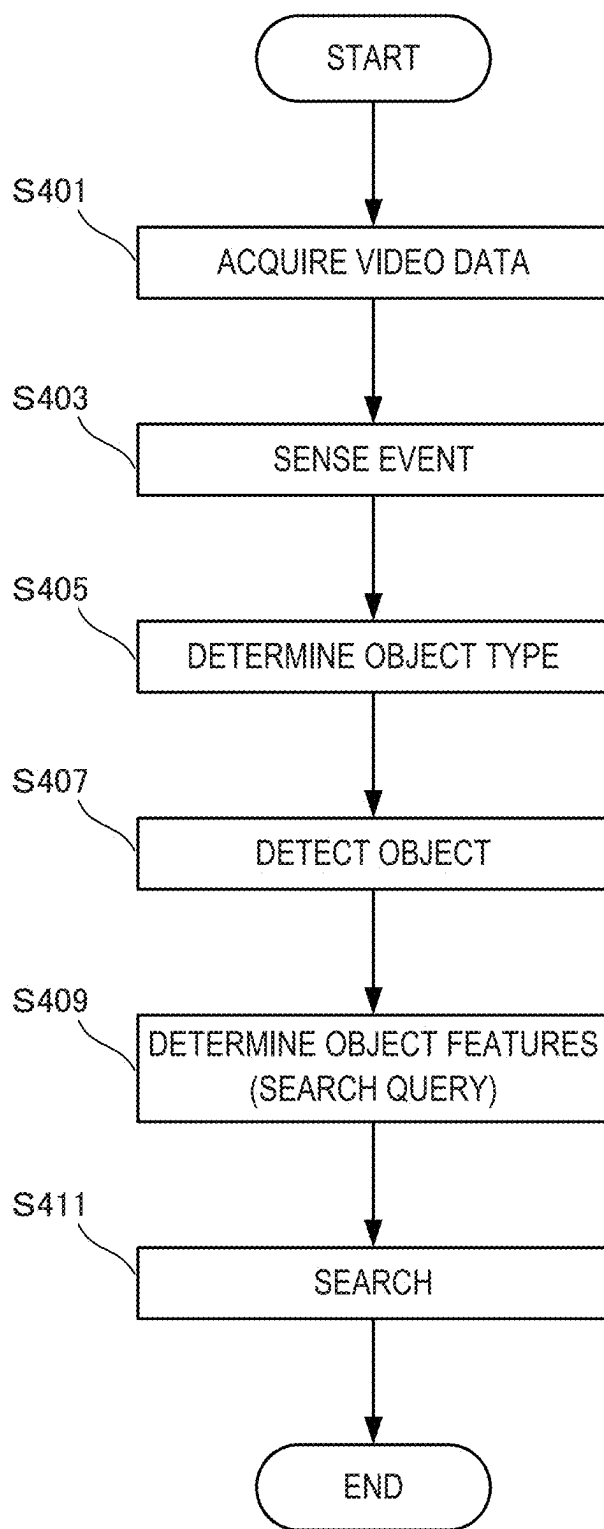 START
S401
ACQUIRE VIDEO DATA
S403
SENSE EVENT
S405
DETERMINE OBJECT TYPE
S407
DETECT OBJECT
S409
DETERMINE OBJECT FEATURES
(SEARCH QUERY)
S411
SEARCH
END